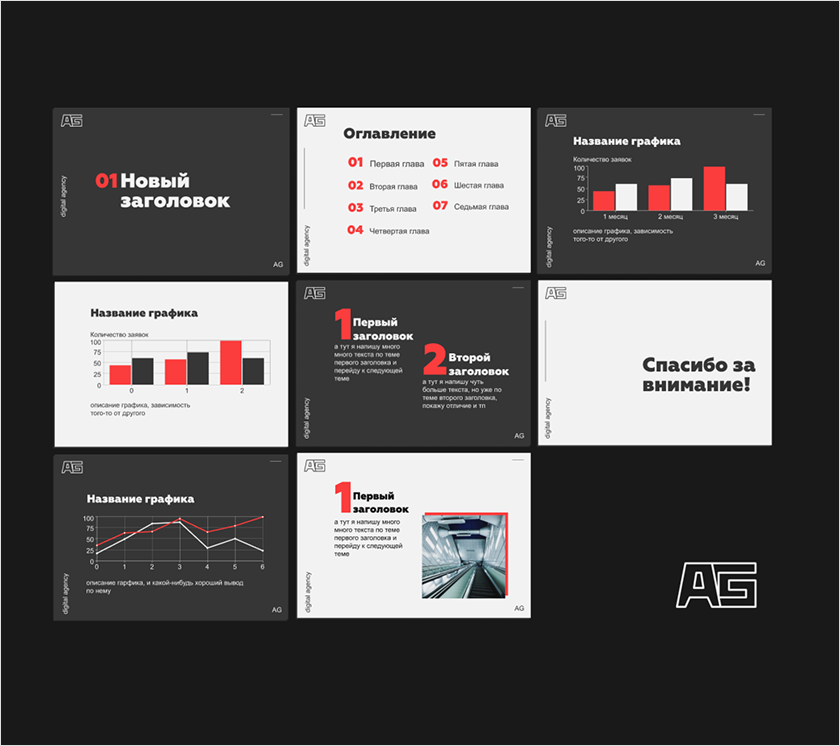 AG
01 Новый
заголовок
digital agency
AG
AG
Оглавление
01 Первая глава
02 Вторая глава
03 Третья глава
04 Четвертая глава
05 Пятая глава
06 Шестая глава
07 Седьмая глава
digital agency
AG
Название графика
Количество заявок
100
75
50
25
0
1 месяц 2 месяц 3 месяц
описание графика, зависимость
того-то от другого
digital agency
AG
Название графика
Количество заявок
100
75
50
25
0
0 1 2
описание графика, зависимость
того-то от другого
AG
1 Первый
заголовок
а тут я напишу много
много текста по теме
первого заголовка и
перейду к следующей
теме
2 Второй
заголовок
а тут я напишу чуть
больше текста, но уже по
теме второго заголовка,
покажу отличие и тп
digital agency
AG
AG
Спасибо за
внимание!
digital agency
AG
Название графика
100
75
50
25
0
0 1 2 3 4 5 6
описание гарфика, и какой-нибудь хороший вывод
по нему
digital agency
AG
AG
1 Первый
заголовок
а тут я напишу много
много текста по теме
первого заголовка и
перейду к следующей
теме
digital agency
AG
AG